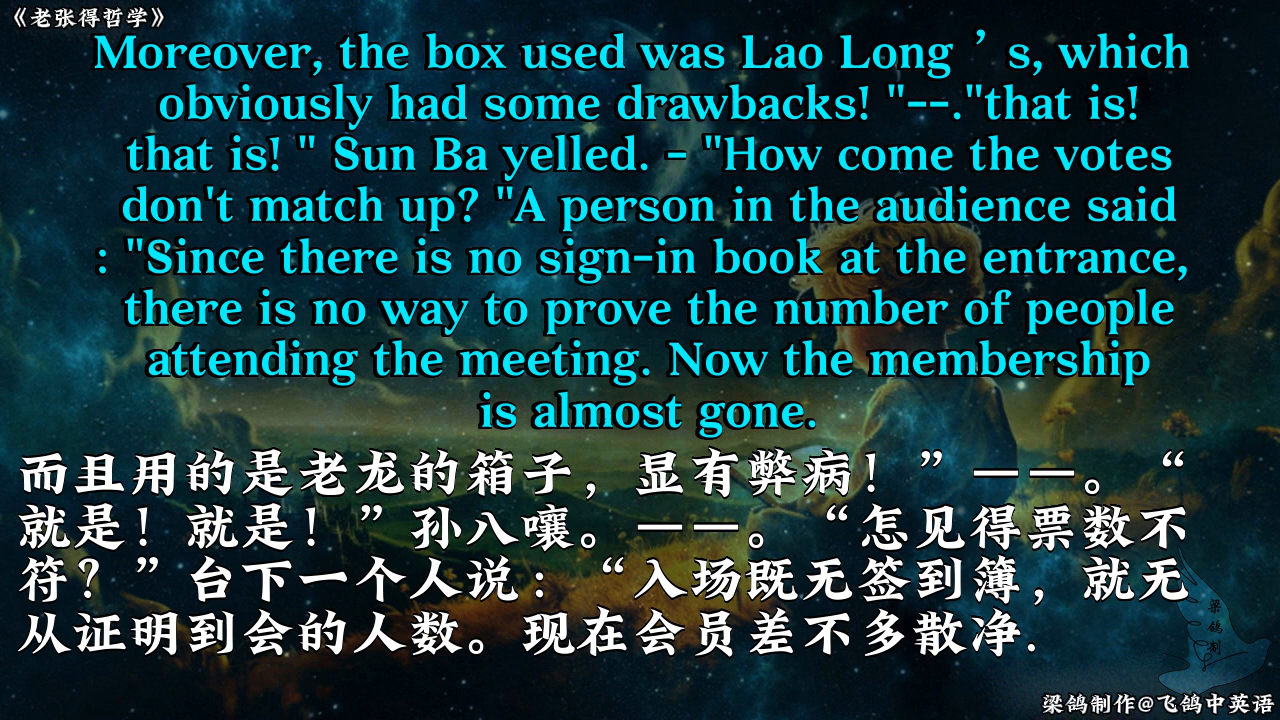 《老张得哲学》
Moreover, the box used was Lao Long ’ s, which
obviously had some drawbacks! "--."that is!
that is! " Sun Ba yelled. - "How come the votes
don't match up? "A person in the audience said
: "Since there is no sign-in book at the entrance,
there is no way to prove the number of people
attending the meeting. Now the membership
is almost gone.
而且用的是老龙的箱子，显有弊病！”——。“
就是！就是！”孙八嚷。——。“怎见得票数不
符？”台下一个人说：“入场既无签到簿，就无
从证明到会的人数。现在会员差不多散净.
梁鸽制
梁鸽制作@飞鸽中英语